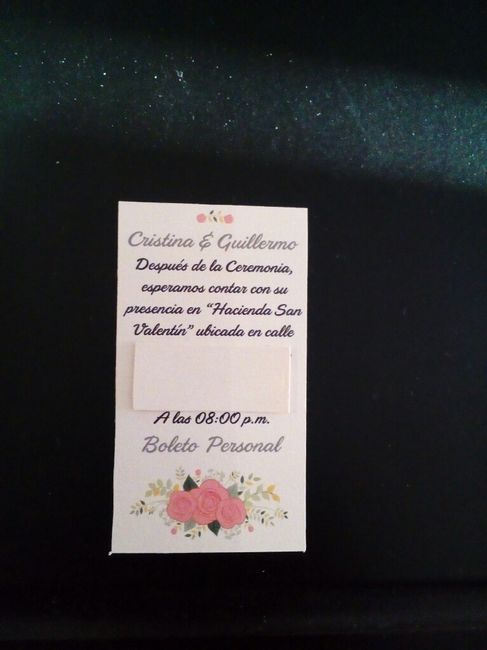 Cristina & Guillermo
Después de la Ceremonia,
esperamos contar con su
presencia en "Hacienda San
Valentín" ubicada en calle
A las 08:00 p.m.
Boleto Personal